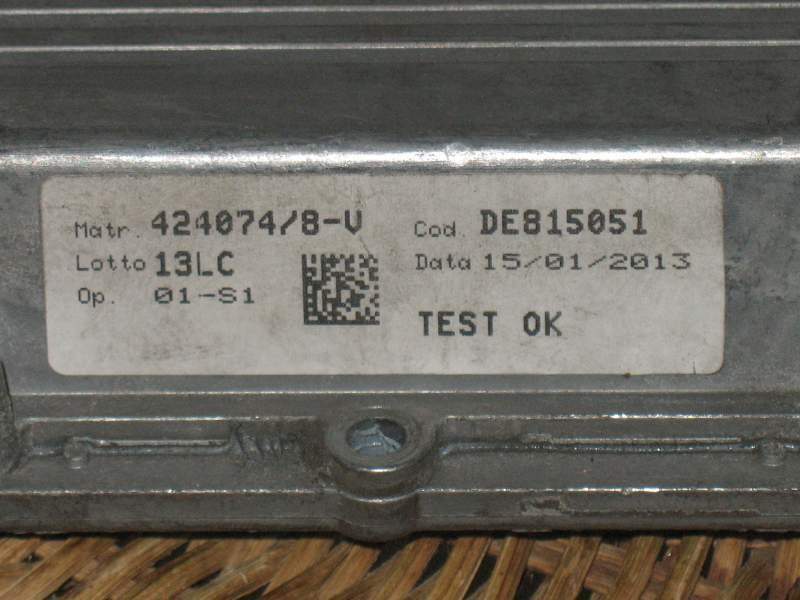 Matr. 424074/8-V Cod. DE815051
Lotto 13LC Data 15/01/2013
Op. 01-S1
TEST OK